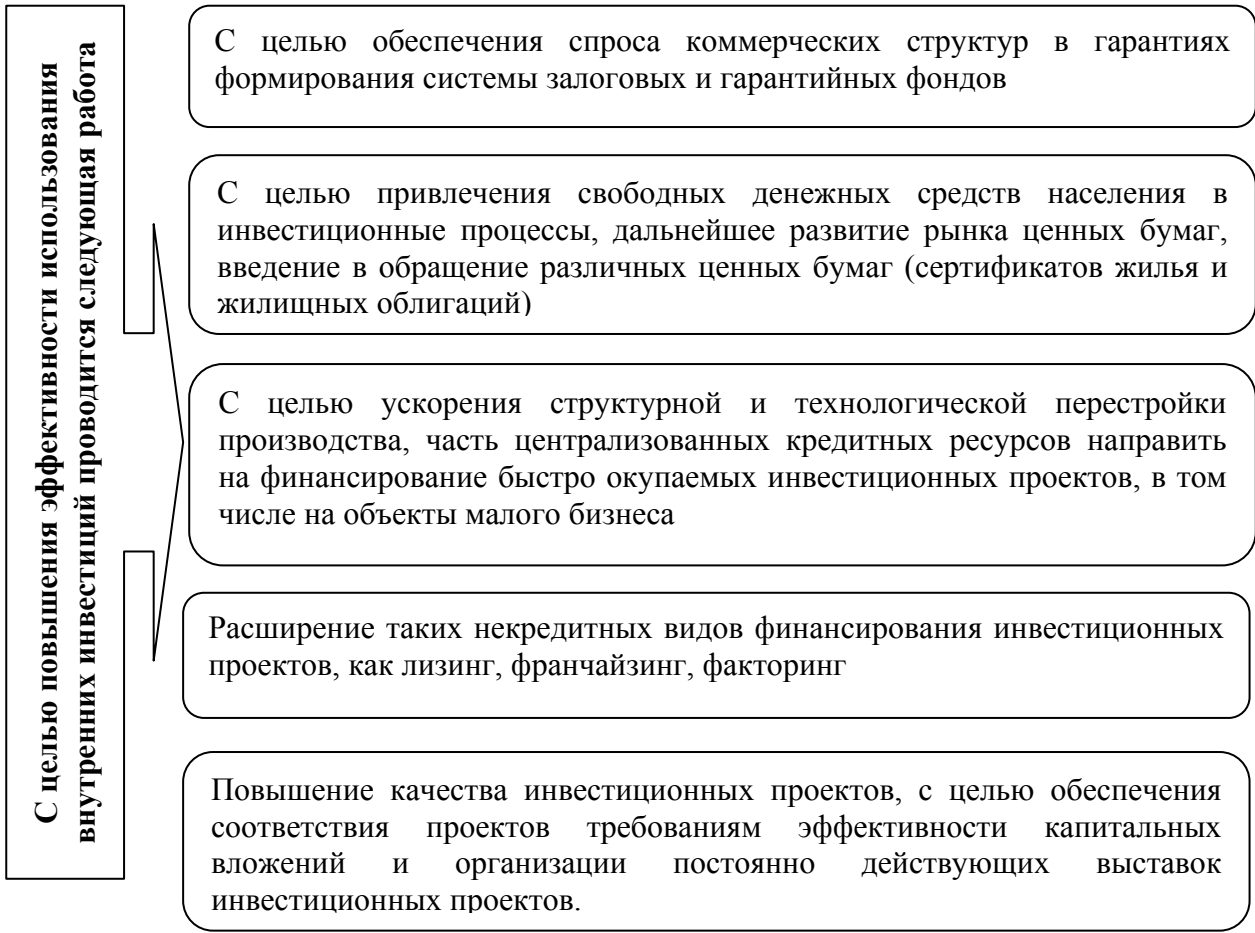 С целью повышения эффективности использования
внутренних инвестиций проводится следующая работа
С целью обеспечения спроса коммерческих структур в гарантиях
формирования системы залоговых и гарантийных фондов
С целью привлечения свободных денежных средств населения в
инвестиционные процессы, дальнейшее развитие рынка ценных бумаг,
введение в обращение различных ценных бумаг (сертификатов жилья и
жилищных облигаций)
С целью ускорения структурной и технологической перестройки
производства, часть централизованных кредитных ресурсов направить
на финансирование быстро окупаемых инвестиционных проектов, в том
числе на объекты малого бизнеса
Расширение таких некредитных видов финансирования инвестиционных
проектов, как лизинг, франчайзинг, факторинг
Повышение качества инвестиционных проектов, с целью обеспечения
соответствия проектов требованиям эффективности капитальных
вложений и организации постоянно действующих выставок
инвестиционных проектов.